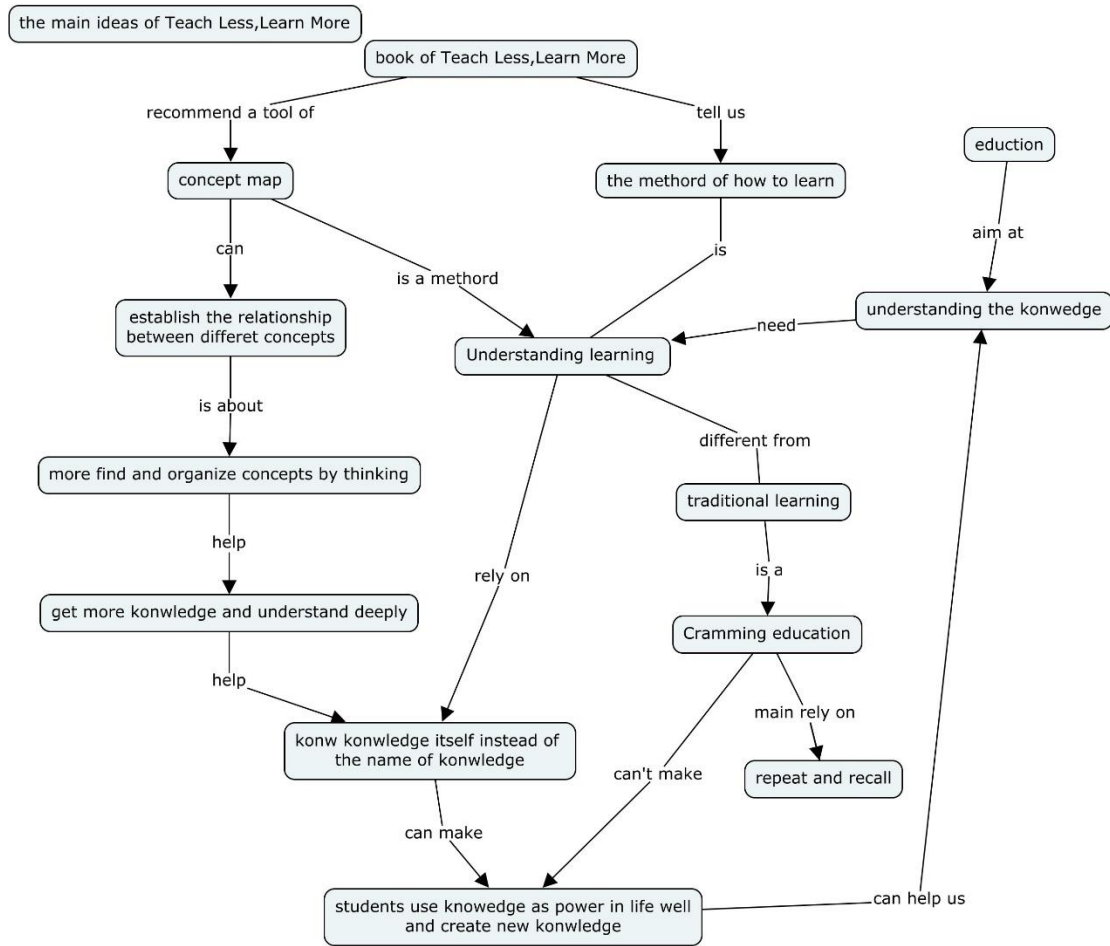 the main ideas of Teach Less,Learn More
book of Teach Less,Learn More
recommend a tool of
tell us
concept map
the methord of how to learn
eduction
can
is
aim at
is a methord
establish the relationship
between differet concepts
understanding the konwedge
need
Understanding learning
is about
different from
more find and organize concepts by thinking
traditional learning
help
rely on
is a
get more konwledge and understand deeply
Cramming education
help
main rely on
konw konwledge itself instead of
the name of konwledge
can't make
repeat and recall
can make
can help us
students use knowedge as power in life well
and create new konwledge